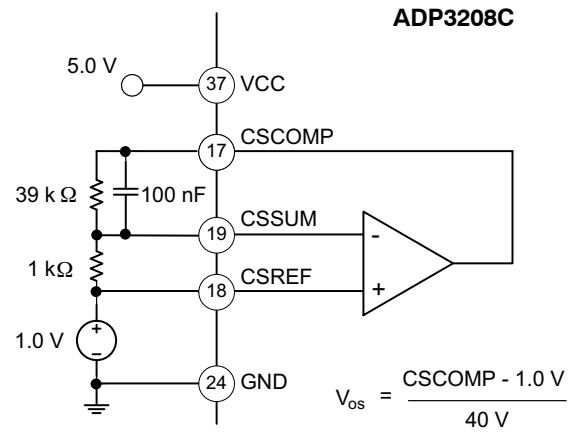 ADP3208C
5.0 V
37 VCC
CSCOMP
17
39 k Ω
100 nF
CSSUM
19
-
1 kΩ
CSREF
18
+
+
1.0 V
-
24 GND
V_os = CSCOMP - 1.0 V
40 V